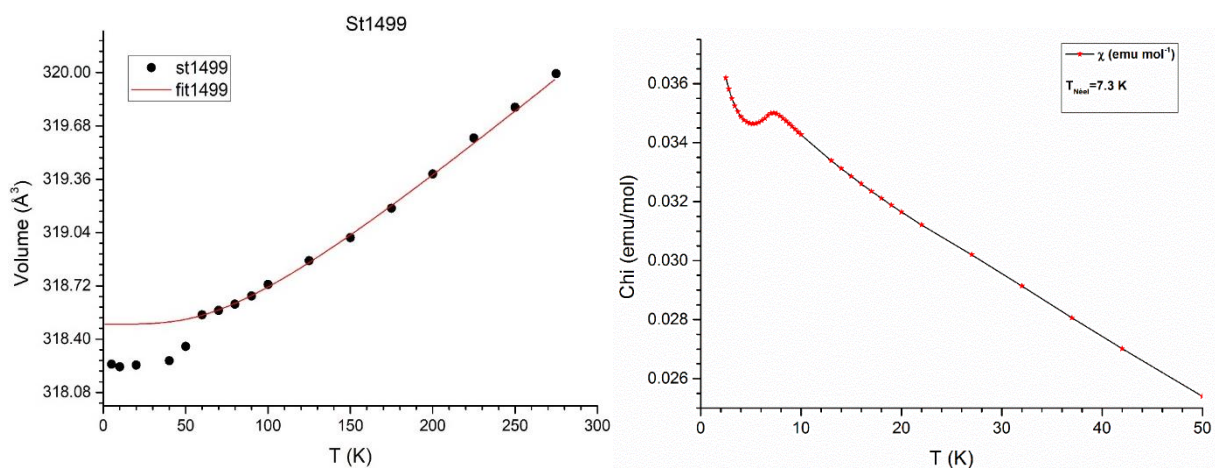 St1499
st1499
fit1499
320.00
319.68
319.36
319.04
318.72
318.40
318.08
Volume (Å³)
0 50 100 150 200 250 300
T (K)
χ (emu mol⁻¹)
T_Néel=7.3 K
0.036
0.034
0.032
0.030
0.028
0.026
Chi (emu/mol)
0 10 20 30 40 50
T (K)